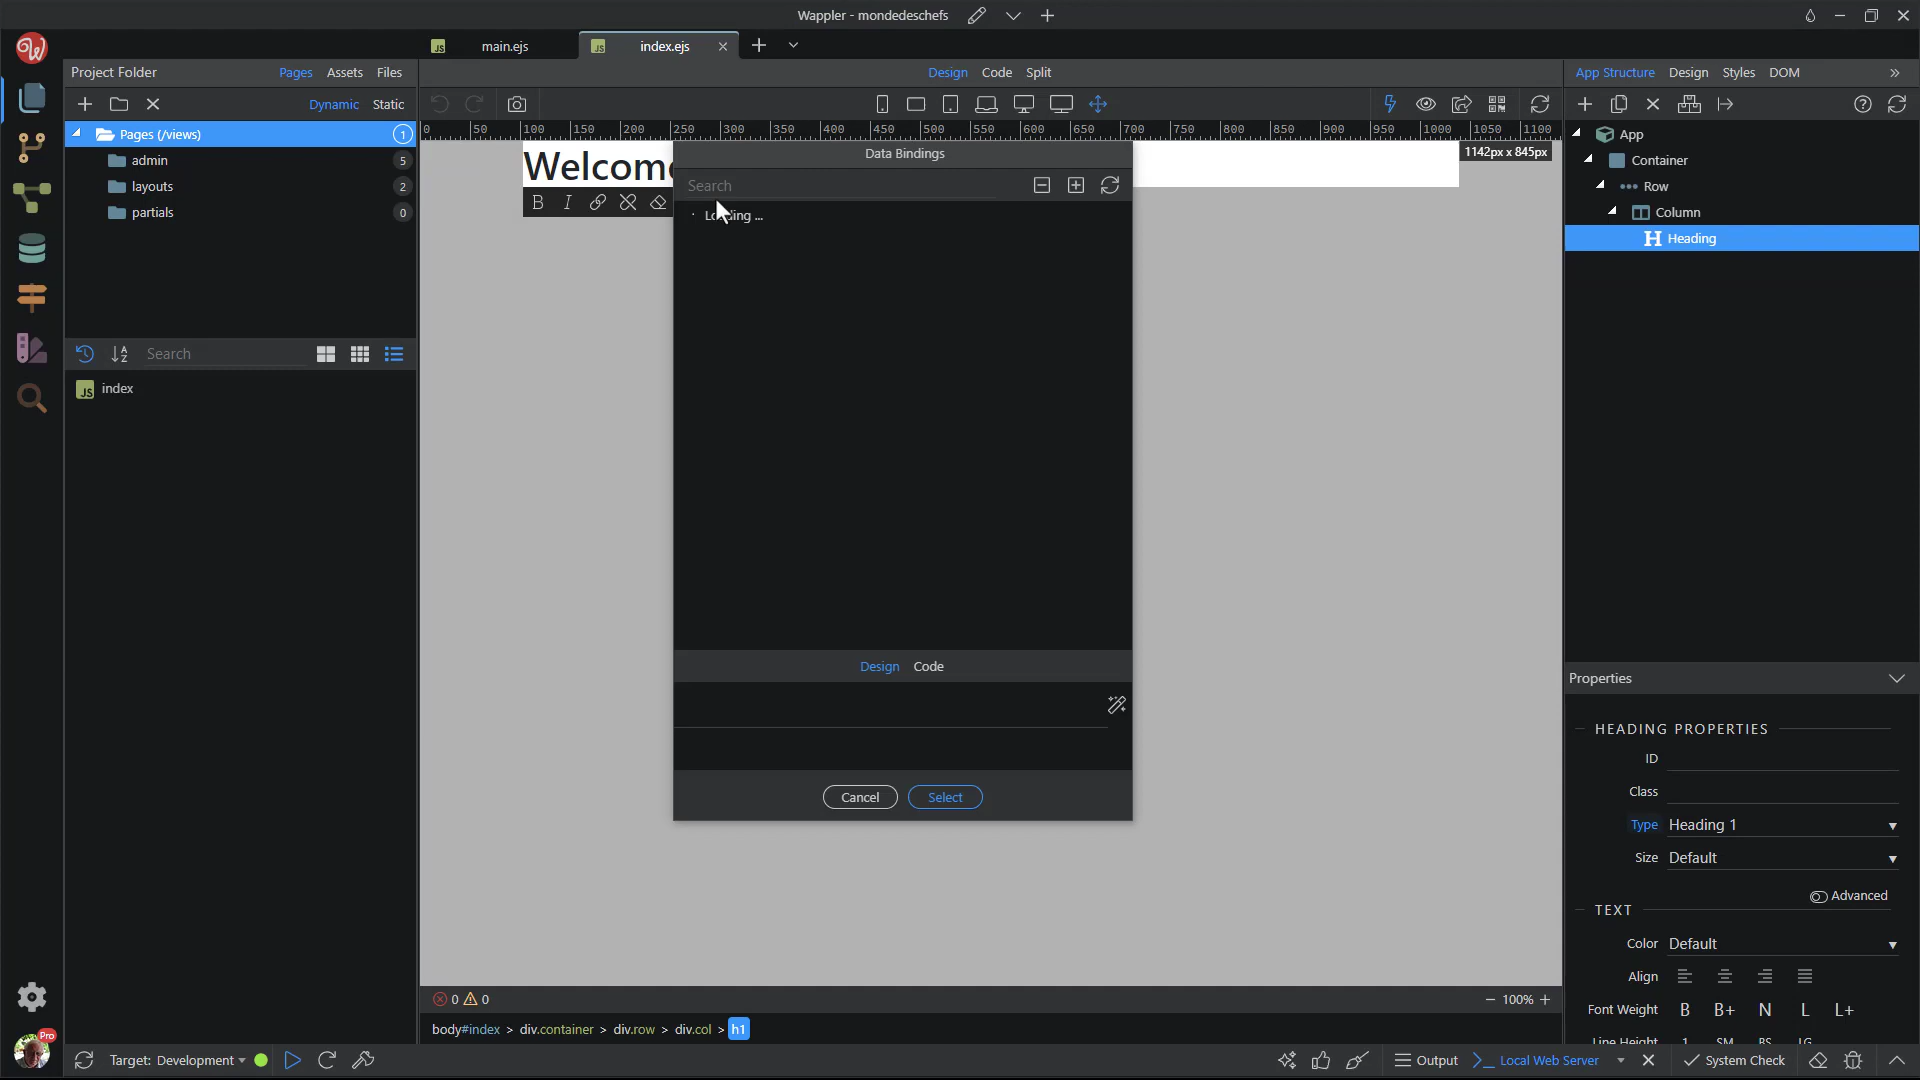 Wappler - mondedeschefs
main.ejs
index.ejs
Project Folder
Pages
Assets
Files
Design
Code
Split
App Structure
Design
Styles
DOM
Dynamic
Static
0 50 100 150 200 250 300 350 400 450 500 550 600 650 700 750 800 850 900 950 1000 1050 1100
Pages (/views)
1
admin
5
layouts
2
partials
0
Search
JS index
Welcome
1142px x 845px
Data Bindings
Search
Design
Code
Cancel
Select
App
Container
Row
Column
Heading
Properties
HEADING PROPERTIES
ID
Class
Type Heading 1
Size Default
Advanced
TEXT
Color Default
Align
Font Weight B B+ N L L+
0 0
100%
body#index > div.container > div.row > div.col > h1
Pro
Target: Development
Output
Local Web Server
System Check